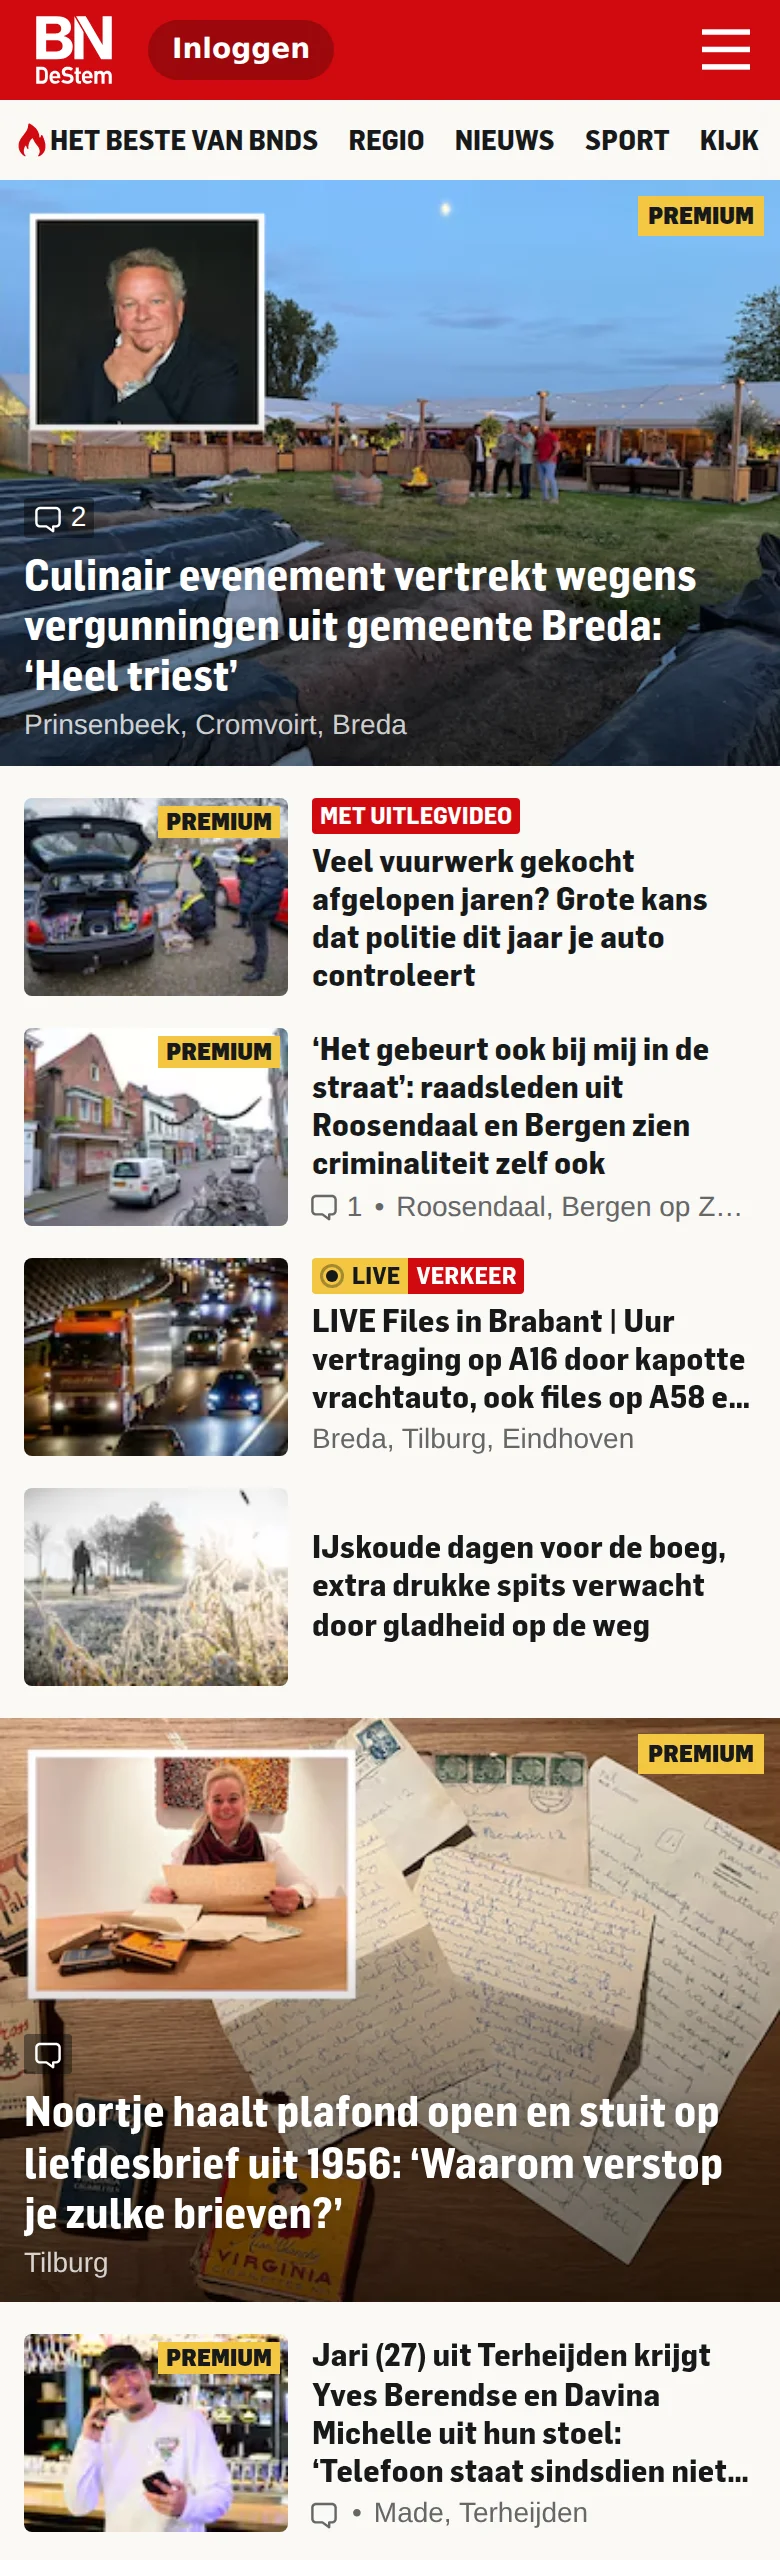 BN
DeStem
Inloggen
HET BESTE VAN BNDS REGIO NIEUWS SPORT KIJK
PREMIUM
2
Culinair evenement vertrekt wegens
vergunningen uit gemeente Breda:
‘Heel triest’
Prinsenbeek, Cromvoirt, Breda
PREMIUM
MET UITLEGVIDEO
Veel vuurwerk gekocht
afgelopen jaren? Grote kans
dat politie dit jaar je auto
controleert
PREMIUM
‘Het gebeurt ook bij mij in de
straat’: raadsleden uit
Roosendaal en Bergen zien
criminaliteit zelf ook
1 • Roosendaal, Bergen op Z...
LIVE VERKEER
LIVE Files in Brabant | Uur
vertraging op A16 door kapotte
vrachtauto, ook files op A58 e...
Breda, Tilburg, Eindhoven
IJskoude dagen voor de boeg,
extra drukke spits verwacht
door gladheid op de weg
PREMIUM
Noortje haalt plafond open en stuit op
liefdesbrief uit 1956: ‘Waarom verstop
je zulke brieven?’
Tilburg
VIRGINIA
PREMIUM
Jari (27) uit Terheijden krijgt
Yves Berendse en Davina
Michelle uit hun stoel:
‘Telefoon staat sindsdien niet...
• Made, Terheijden